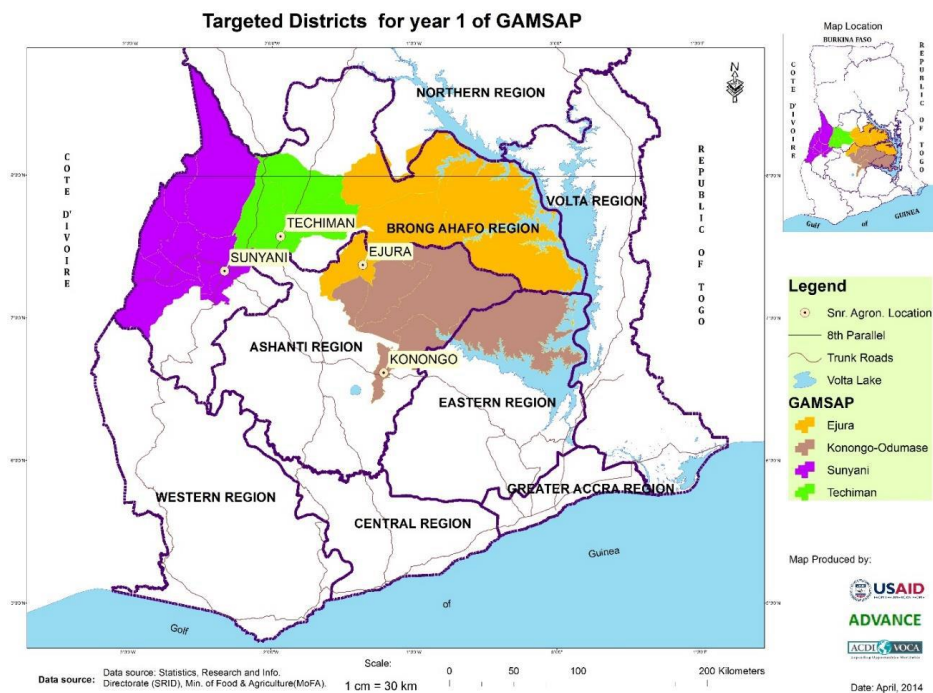 Targeted Districts for year 1 of GAMSAP
Map Location
BURKINA FASO
COTE D'IVOIRE
REPUBLIC OF TOGO
Gulf of GUINEA
N
NORTHERN REGION
COTE D'IVOIRE
REPUBLIC OF TOGO
VOLTA REGION
TECHIMAN
BRONG AHAFO REGION
SUNYANI
EJURA
ASHANTI REGION
KONONGO
EASTERN REGION
WESTERN REGION
GREATER ACCRA REGION
CENTRAL REGION
Golf of Guinea
Legend
Snr. Agron. Location
8th Parallel
Trunk Roads
Volta Lake
GAMSAP
Ejura
Konongo-Odumase
Sunyani
Techiman
Map Produced by:
USAID
ADVANCE
ACDI VOCA
Date: April, 2014
Data source: Data source: Statistics, Research and Info.
Directorate (SRID), Min. of Food & Agriculture(MoFA).
Scale:
1 cm = 30 km
0 50 100 200 Kilometers